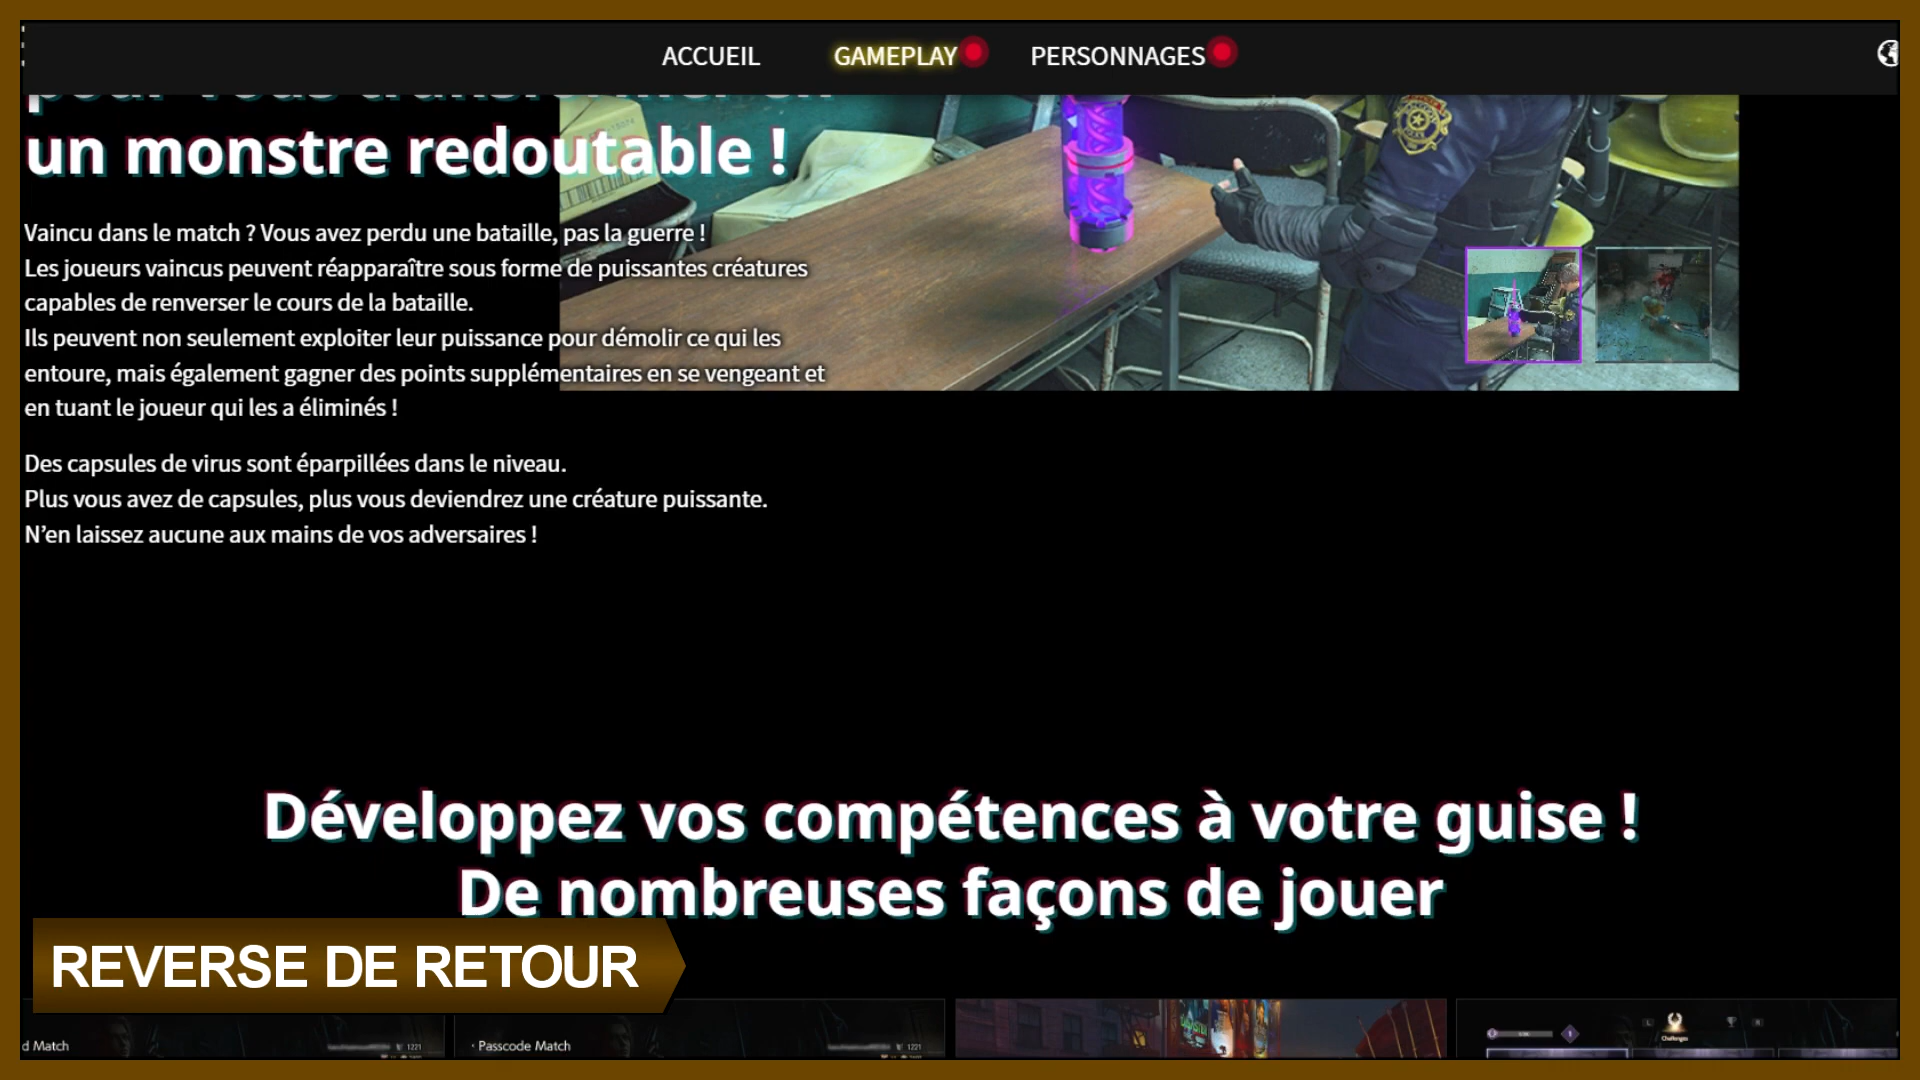 ACCUEIL GAMEPLAY PERSONNAGES
un monstre redoutable !
Vaincu dans le match ? Vous avez perdu une bataille, pas la guerre !
Les joueurs vaincus peuvent réapparaître sous forme de puissantes créatures
capables de renverser le cours de la bataille.
Ils peuvent non seulement exploiter leur puissance pour démolir ce qui les
entoure, mais également gagner des points supplémentaires en se vengeant et
en tuant le joueur qui les a éliminés !
Des capsules de virus sont éparpillées dans le niveau.
Plus vous avez de capsules, plus vous deviendrez une créature puissante.
N’en laissez aucune aux mains de vos adversaires !
Développez vos compétences à votre guise !
De nombreuses façons de jouer
REVERSE DE RETOUR
d Match
1221
‹ Passcode Match
1221
Challenges